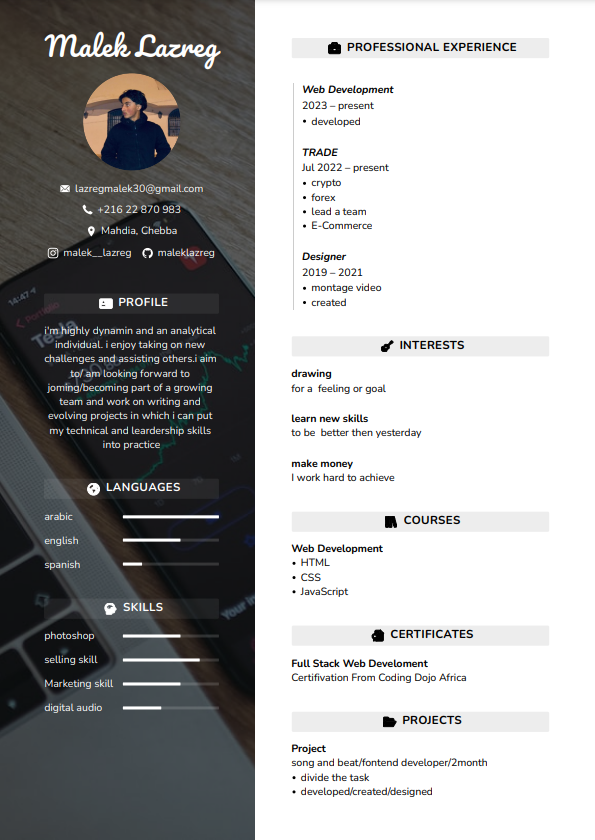 Malek Lazreg
lazregmalek30@gmail.com
+216 22 870 983
Mahdia, Chebba
malek__lazreg maleklazreg
PROFILE
i'm highly dynamin and an analytical
individual. i enjoy taking on new
challenges and assisting others.i aim
to/ am looking forward to
joming/becoming part of a growing
team and work on writing and
evolving projects in which i can put
my technical and leardership skills
into practice
LANGUAGES
arabic
english
spanish
SKILLS
photoshop
selling skill
Marketing skill
digital audio
14:47
Portfolio
Tesla
Your in
PROFESSIONAL EXPERIENCE
Web Development
2023 – present
• developed
TRADE
Jul 2022 – present
• crypto
• forex
• lead a team
• E-Commerce
Designer
2019 – 2021
• montage video
• created
INTERESTS
drawing
for a feeling or goal
learn new skills
to be better then yesterday
make money
I work hard to achieve
COURSES
Web Development
• HTML
• CSS
• JavaScript
CERTIFICATES
Full Stack Web Develoment
Certifivation From Coding Dojo Africa
PROJECTS
Project
song and beat/fontend developer/2month
• divide the task
• developed/created/designed